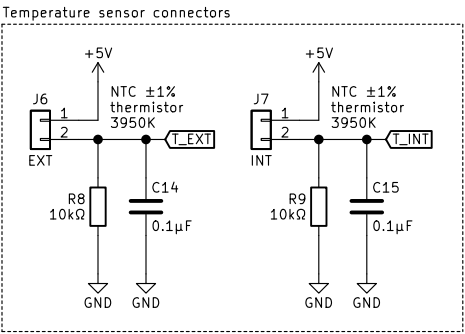 Temperature sensor connectors
+5V
J6
1
2
EXT
NTC ±1%
thermistor
3950K
T_EXT
R8
10kΩ
C14
0.1μF
GND
GND
+5V
J7
1
2
INT
NTC ±1%
thermistor
3950K
T_INT
R9
10kΩ
C15
0.1μF
GND
GND